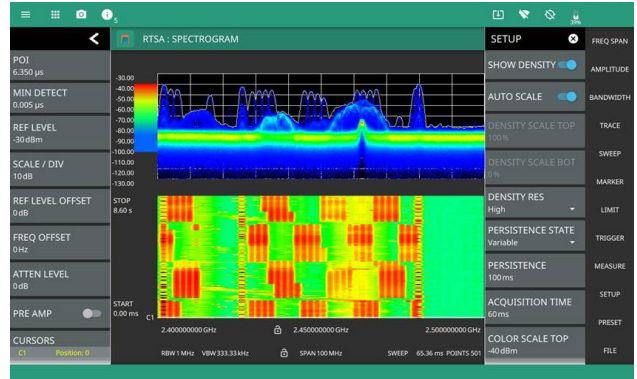 5
39%
RTSA : SPECTROGRAM
SETUP
FREQ SPAN
AMPLITUDE
BANDWIDTH
TRACE
SWEEP
MARKER
LIMIT
TRIGGER
MEASURE
SETUP
PRESET
FILE
POI
6.350 µs
MIN DETECT
0.005 µs
REF LEVEL
-30 dBm
SCALE / DIV
10 dB
REF LEVEL OFFSET
0 dB
FREQ OFFSET
0 Hz
ATTEN LEVEL
0 dB
PRE AMP
CURSORS
C1 Position: 0
-30.00
-40.00
-50.00
-60.00
-70.00
-80.00
-90.00
-100.00
-110.00
-120.00
-130.00
STOP
8.60 s
START
0.00 ms
C1
2.400000000 GHz 2.450000000 GHz 2.500000000 GHz
RBW 1 MHz VBW 333.33 kHz SPAN 100 MHz SWEEP 65.36 ms POINTS 501
SHOW DENSITY
AUTO SCALE
DENSITY SCALE TOP
100 %
DENSITY SCALE BOT
0 %
DENSITY RES
High
PERSISTENCE STATE
Variable
PERSISTENCE
100 ms
ACQUISITION TIME
60 ms
COLOR SCALE TOP
-40 dBm